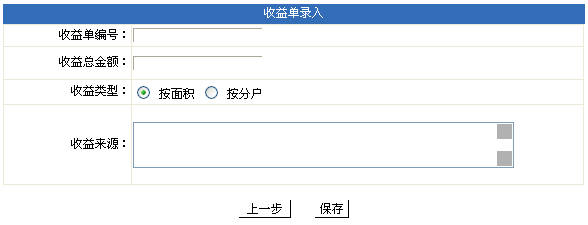 收益单录入
收益单编号：
收益总金额：
收益类型： 按面积 按分户
收益来源：
上一步 保存